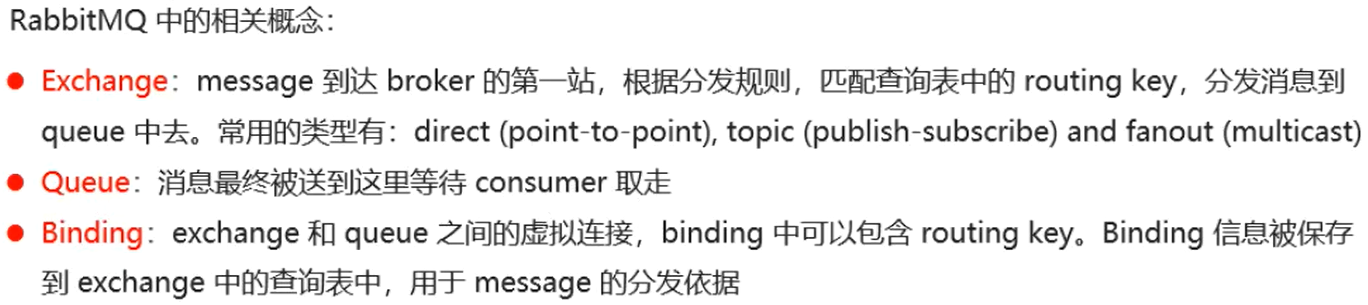 RabbitMQ 中的相关概念：
● Exchange：message 到达 broker 的第一站，根据分发规则，匹配查询表中的 routing key，分发消息到
queue 中去。常用的类型有：direct (point-to-point), topic (publish-subscribe) and fanout (multicast)
● Queue：消息最终被送到这里等待 consumer 取走
● Binding：exchange 和 queue 之间的虚拟连接，binding 中可以包含 routing key。Binding 信息被保存
到 exchange 中的查询表中，用于 message 的分发依据